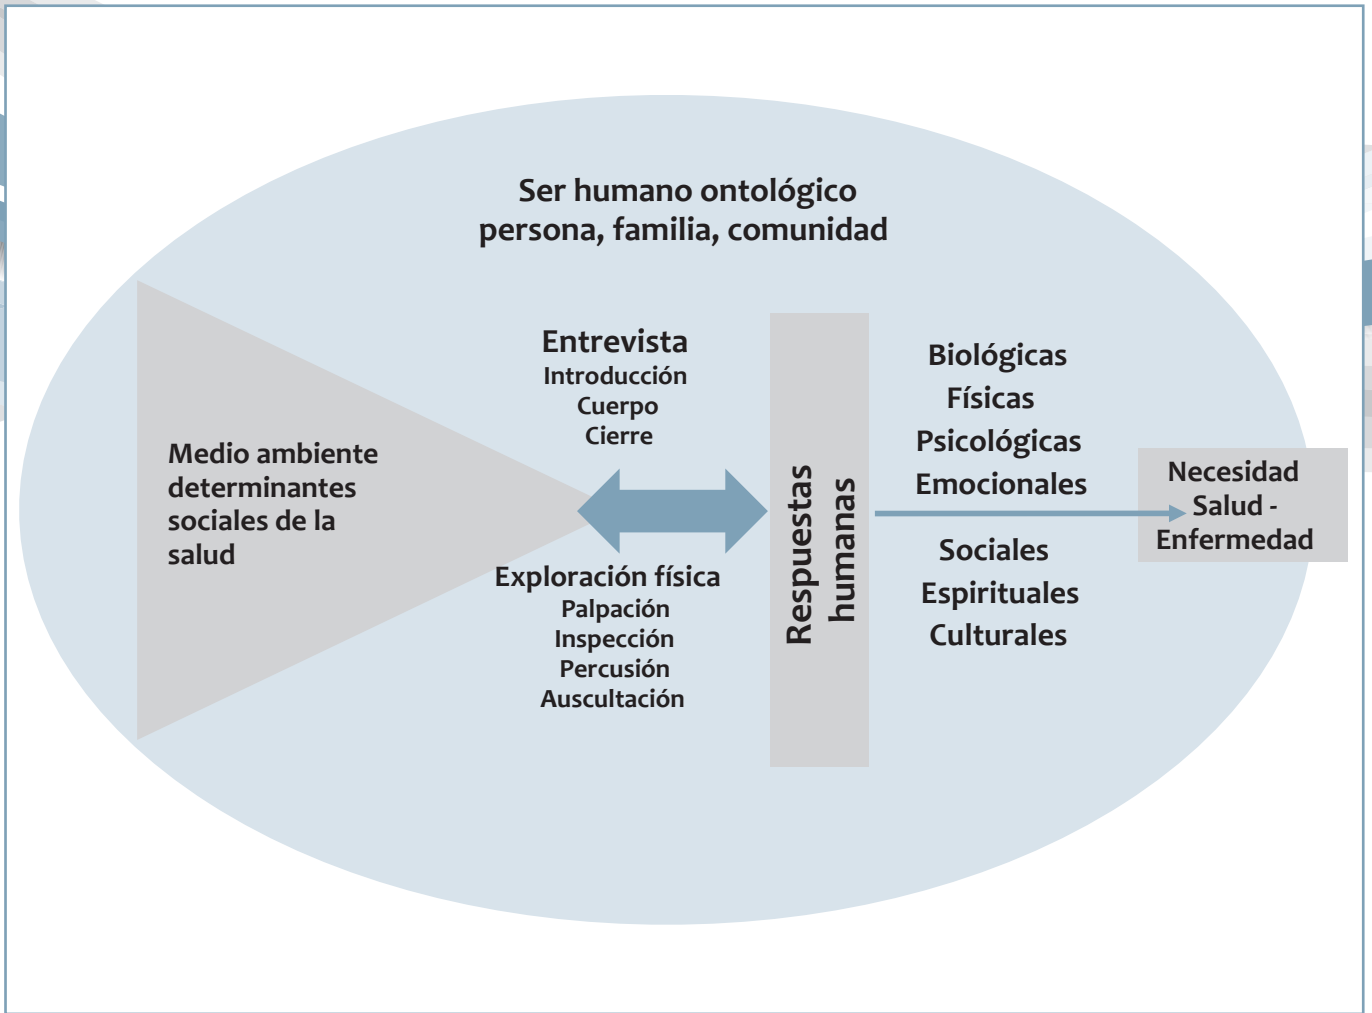 Ser humano ontológico
persona, familia, comunidad
Medio ambiente
determinantes
sociales de la
salud
Entrevista
Introducción
Cuerpo
Cierre
Exploración física
Palpación
Inspección
Percusión
Auscultación
Respuestas
humanas
Biológicas
Físicas
Psicológicas
Emocionales
Sociales
Espirituales
Culturales
Necesidad
Salud -
Enfermedad